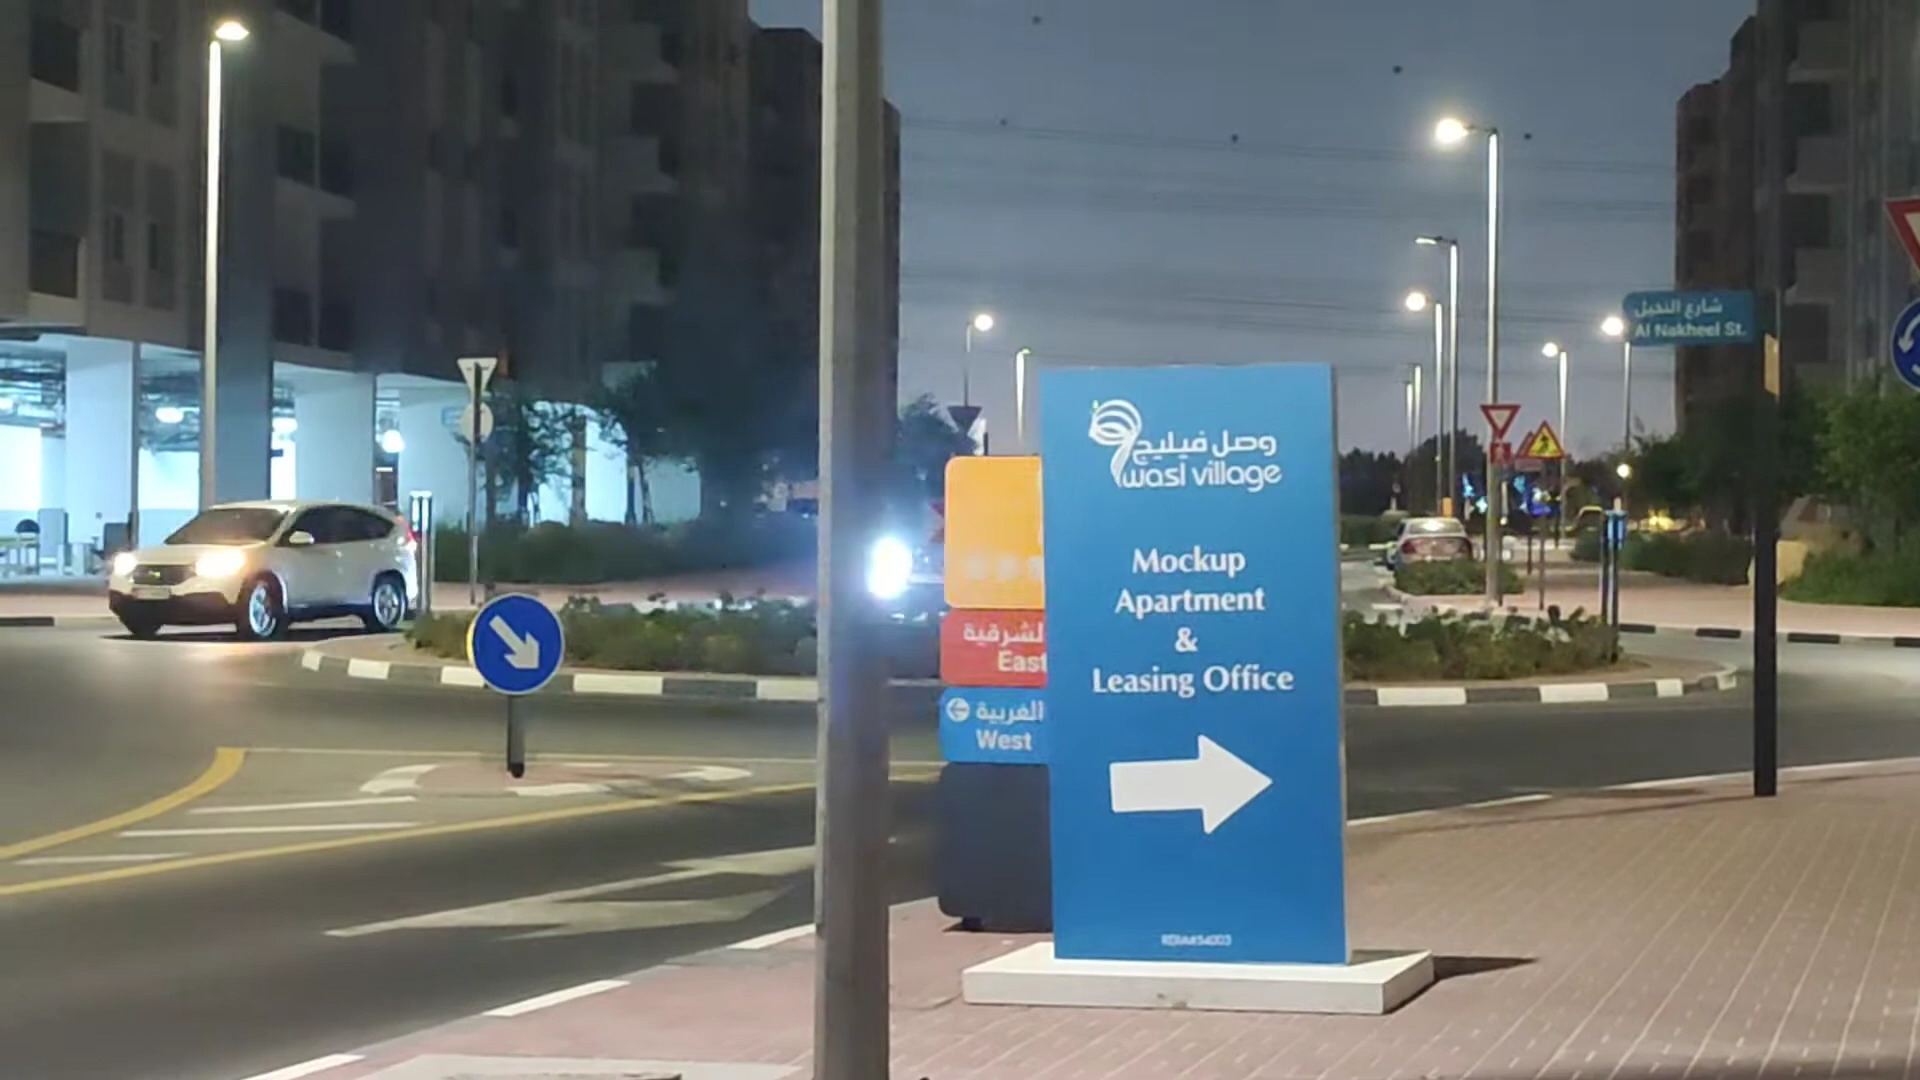 وصل فيليج
wasl village
Mockup
Apartment
&
Leasing Office
الشرقية
East
الغربية
West
شارع النخيل
Al Nakheel St.